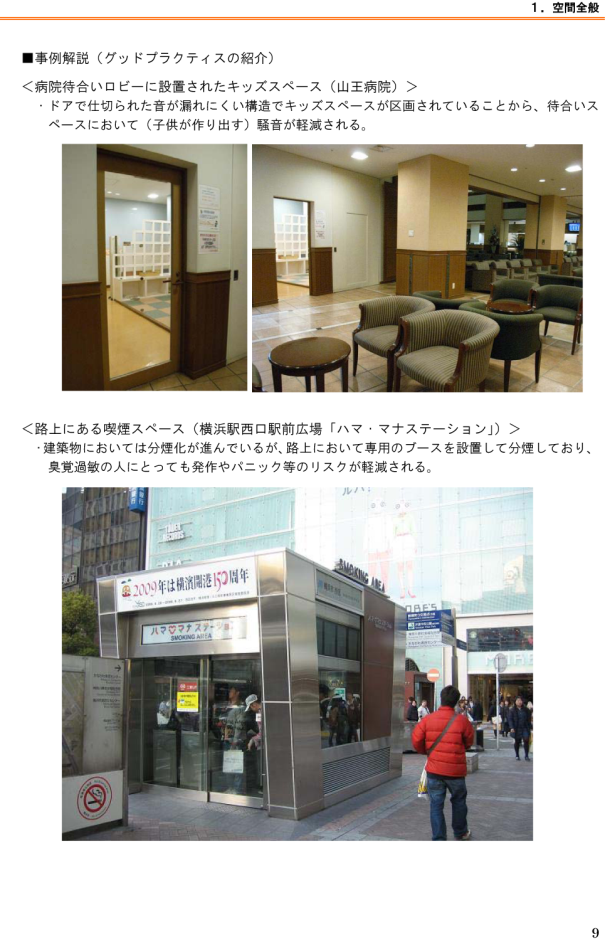 1．空間全般
■事例解説（グッドプラクティスの紹介）
＜病院待合いロビーに設置されたキッズスペース（山王病院）＞
・ドアで仕切られた音が漏れにくい構造でキッズスペースが区画されていることから、待合いス
ペースにおいて（子供が作り出す）騒音が軽減される。
＜路上にある喫煙スペース（横浜駅西口駅前広場「ハマ・マナステーション」）＞
・建築物においては分煙化が進んでいるが、路上において専用のブースを設置して分煙しており、
臭覚過敏の人にとっても発作やパニック等のリスクが軽減される。
TOWER
RECORDS
SMOKING AREA
2009年は横濱開港150周年
ハマ♡マナステーション
SMOKING AREA
9